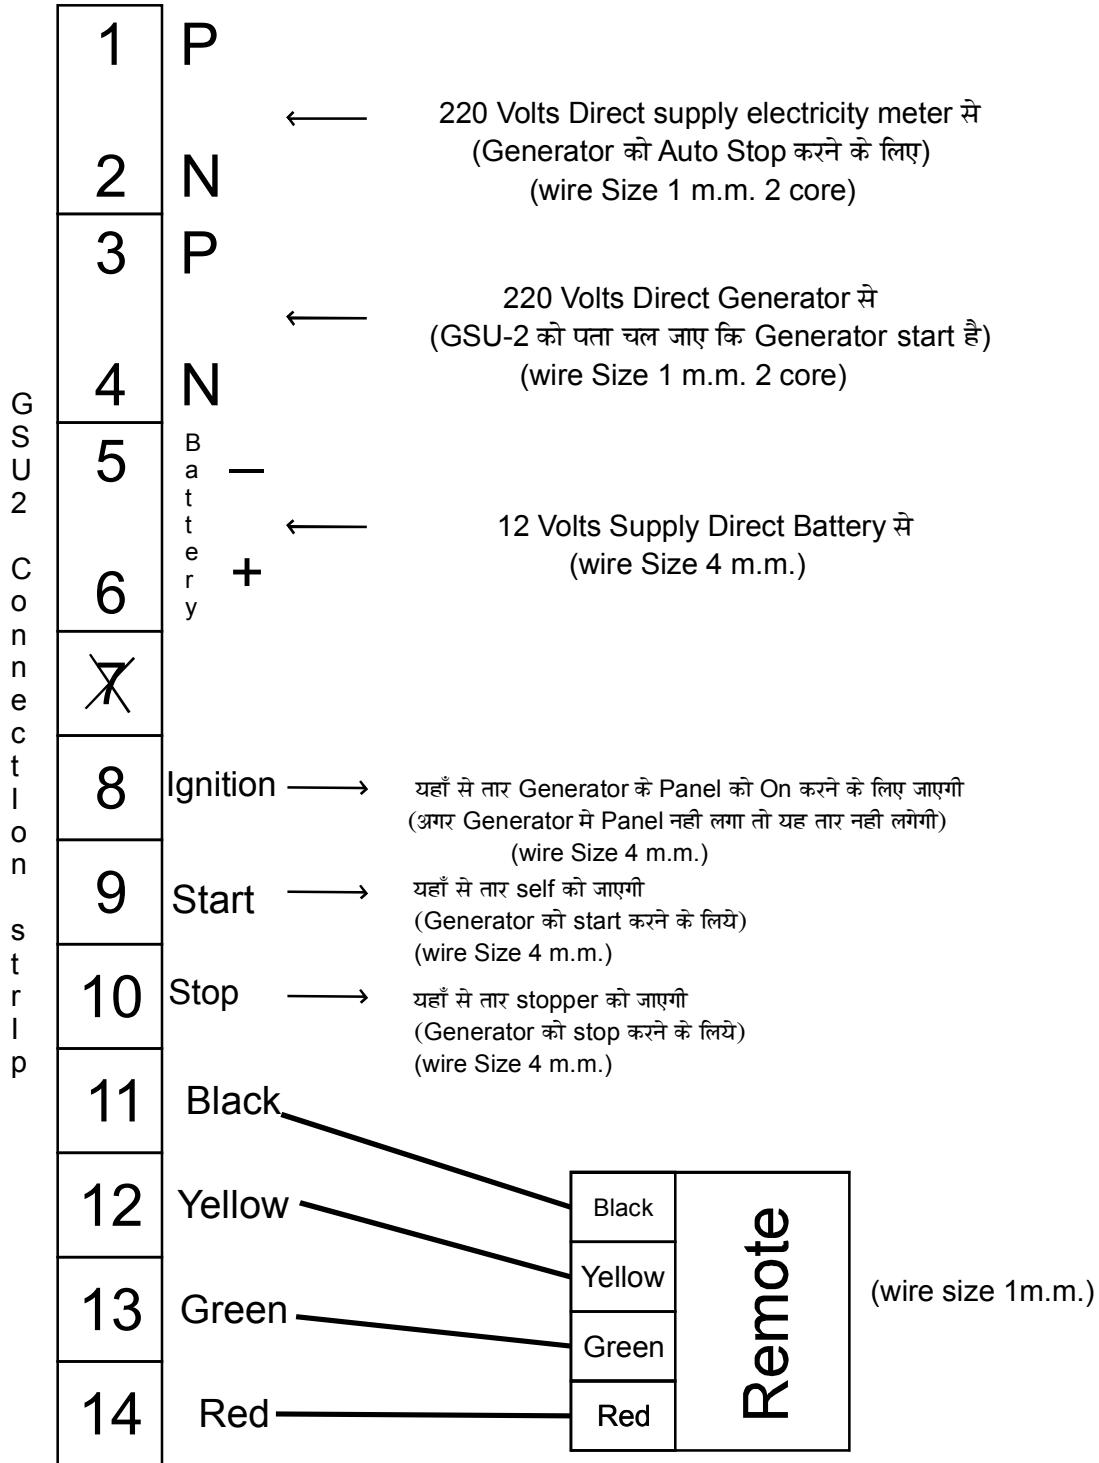 GSU2 ConnectIon strIp
1 P
220 Volts Direct supply electricity meter से
(Generator को Auto Stop करने के लिए)
2 N
(wire Size 1 m.m. 2 core)
3 P
220 Volts Direct Generator से
(GSU-2 को पता चल जाए कि Generator start है)
4 N
(wire Size 1 m.m. 2 core)
5 Battery —
12 Volts Supply Direct Battery से
(wire Size 4 m.m.)
6 +
7
8 Ignition
यहाँ से तार Generator के Panel को On करने के लिए जाएगी
(अगर Generator मे Panel नही लगा तो यह तार नही लगेगी)
(wire Size 4 m.m.)
9 Start
यहाँ से तार self को जाएगी
(Generator को start करने के लिये)
(wire Size 4 m.m.)
10 Stop
यहाँ से तार stopper को जाएगी
(Generator को stop करने के लिये)
(wire Size 4 m.m.)
11 Black
12 Yellow
13 Green
14 Red
Black
Yellow
Green
Red
Remote
(wire size 1m.m.)